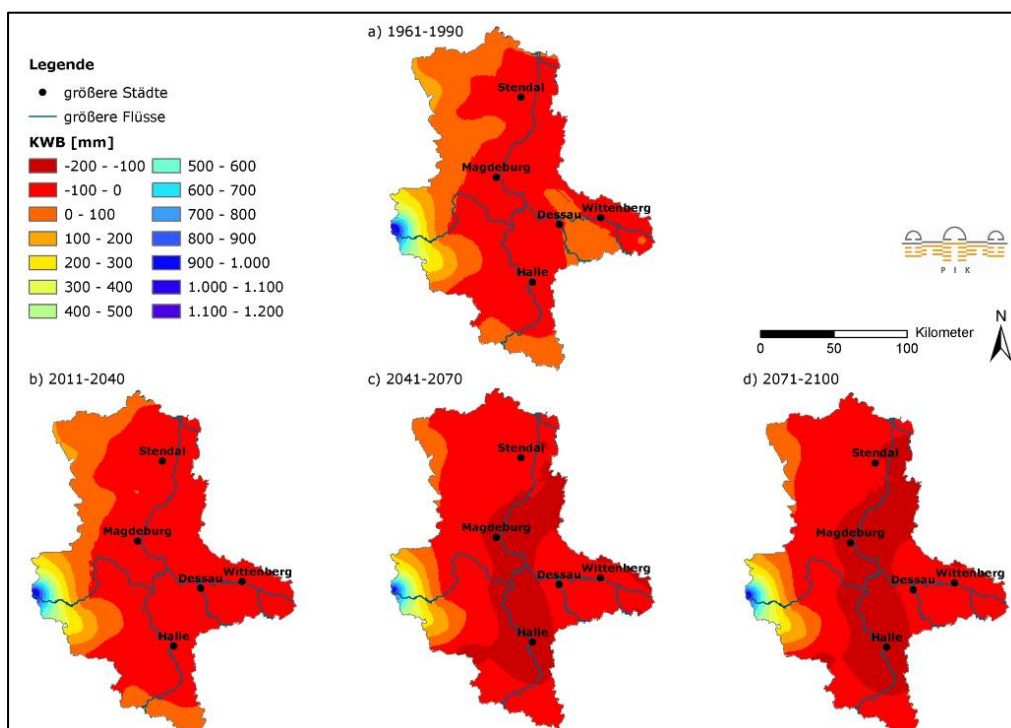 a) 1961-1990
Legende
größere Städte
größere Flüsse
KWB [mm]
-200 - -100
-100 - 0
0 - 100
100 - 200
200 - 300
300 - 400
400 - 500
500 - 600
600 - 700
700 - 800
800 - 900
900 - 1.000
1.000 - 1.100
1.100 - 1.200
Stendal
Magdeburg
Dessau
Wittenberg
Halle
P I K
N
Kilometer
0 50 100
b) 2011-2040
Stendal
Magdeburg
Dessau
Wittenberg
Halle
c) 2041-2070
Stendal
Magdeburg
Dessau
Wittenberg
Halle
d) 2071-2100
Stendal
Magdeburg
Dessau
Wittenberg
Halle